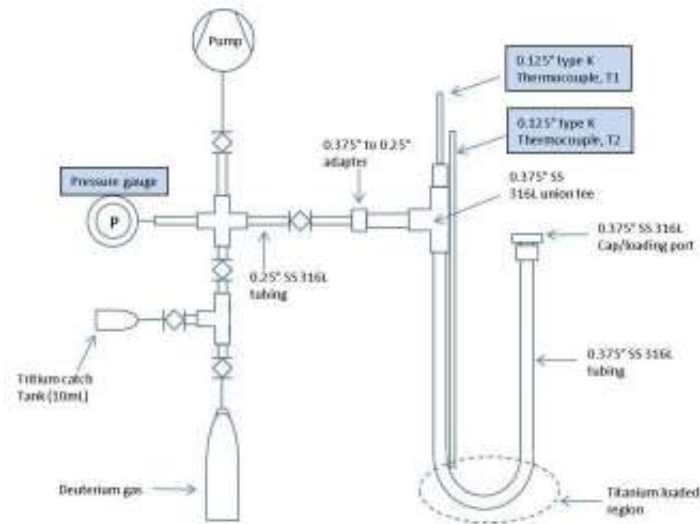 Pump
0.125" type K
Thermocouple, T1
0.125" type K
Thermocouple, T2
0.375" to 0.25"
adapter
Pressure gauge
0.375" SS
316L union tee
P
0.375" SS 316L
Cap/loading port
0.25" SS 316L
tubing
0.375" SS 316L
tubing
Tritium catch
Tank (10mL)
Deuterium gas
Titanium loaded
region